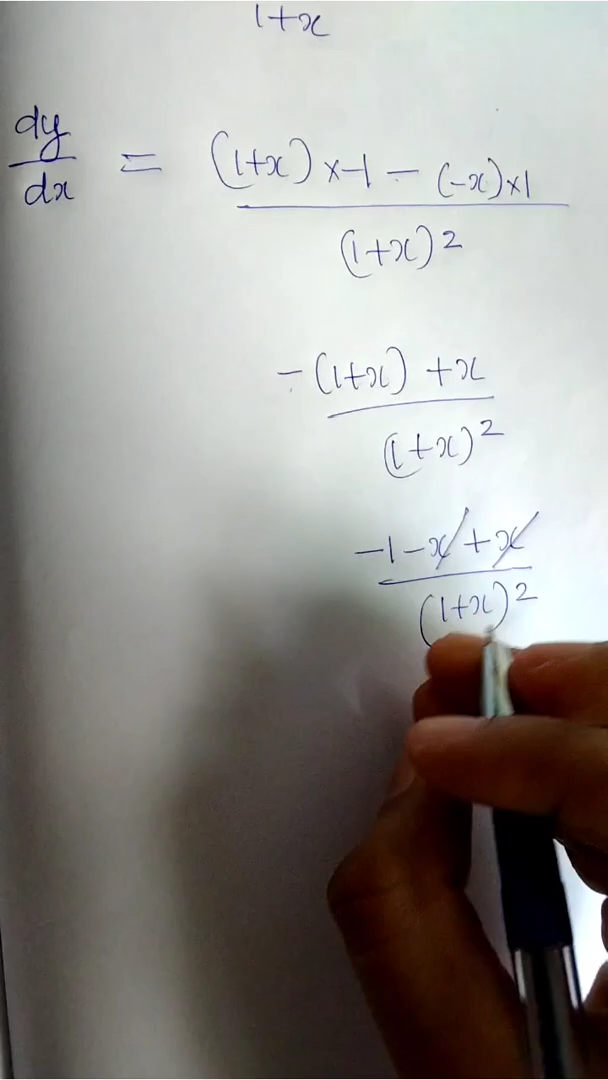 1+x
dy/dx = ((1+x) × -1 - (-x)×1)/(1+x)²
(-(1+x) +x)/(1+x)²
(-1-x+x)/(1+x)²